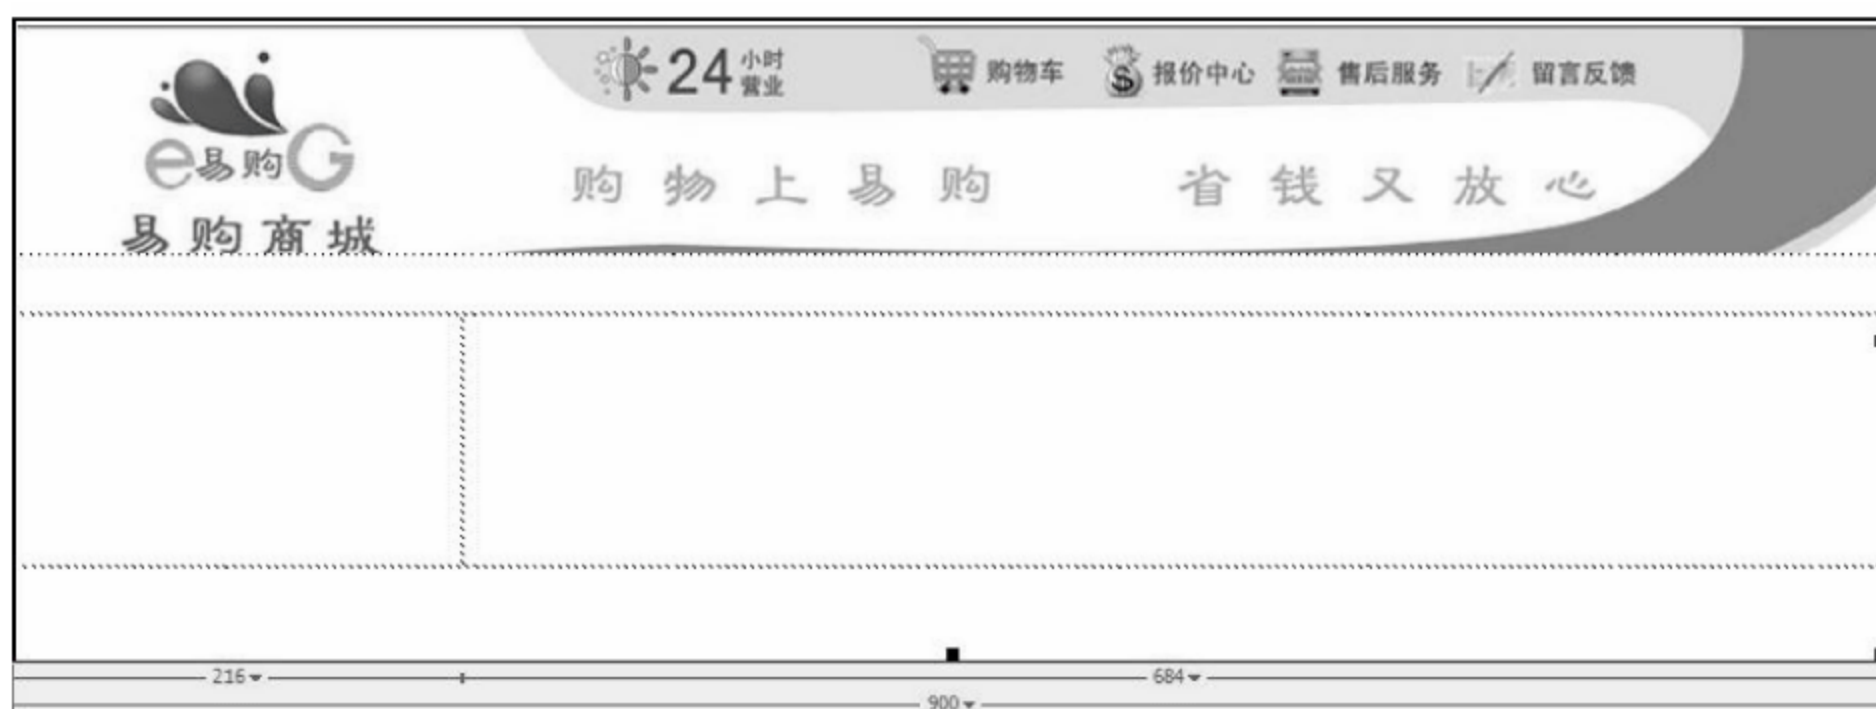 24 小时 营业 购物车 报价中心 售后服务 留言反馈
e易购G
购物上易购 省钱又放心
易购商城
216 684
900